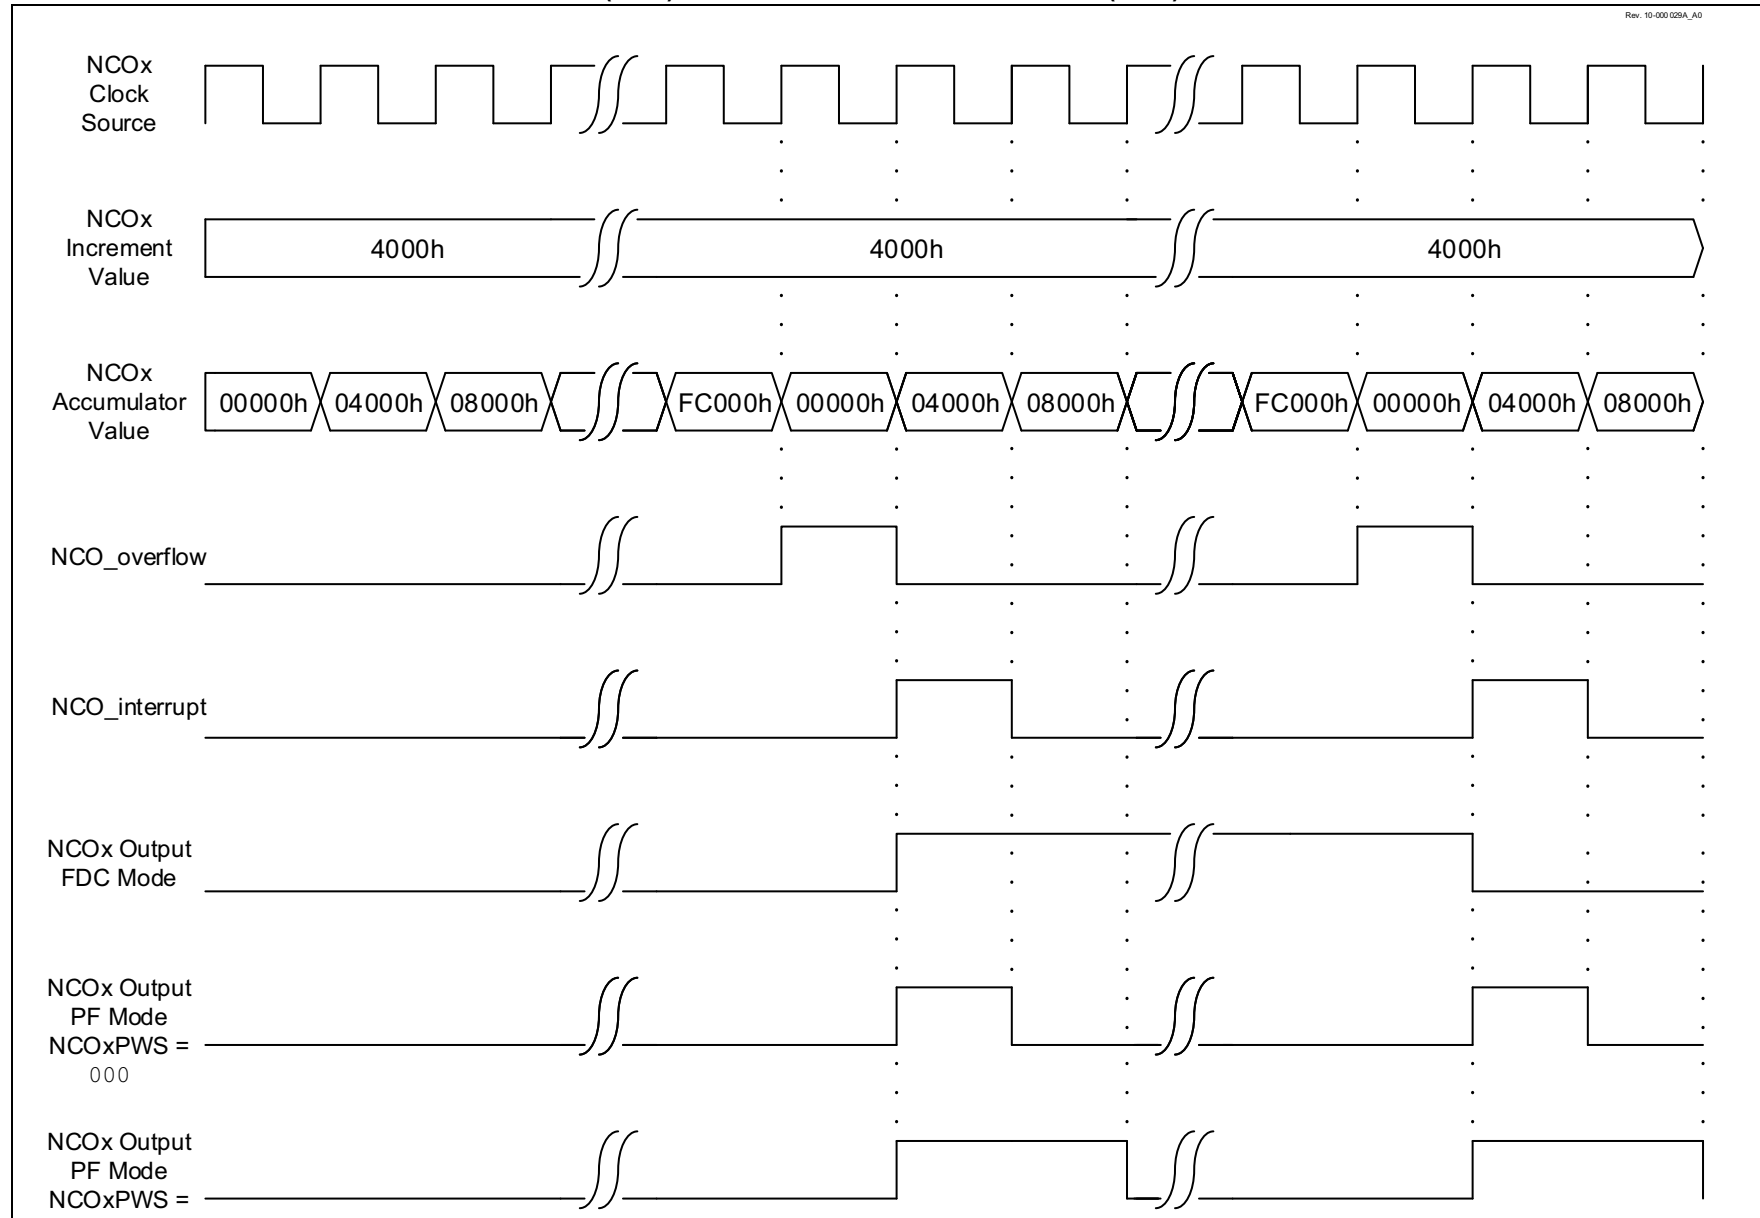 Rev. 10-000029A_A0
NCOx
Clock
Source
NCOx
Increment
Value
4000h
4000h
4000h
NCOx
Accumulator
Value
00000h 04000h 08000h FC000h 00000h 04000h 08000h FC000h 00000h 04000h 08000h
NCO_overflow
NCO_interrupt
NCOx Output
FDC Mode
NCOx Output
PF Mode
NCOxPWS =
000
NCOx Output
PF Mode
NCOxPWS =